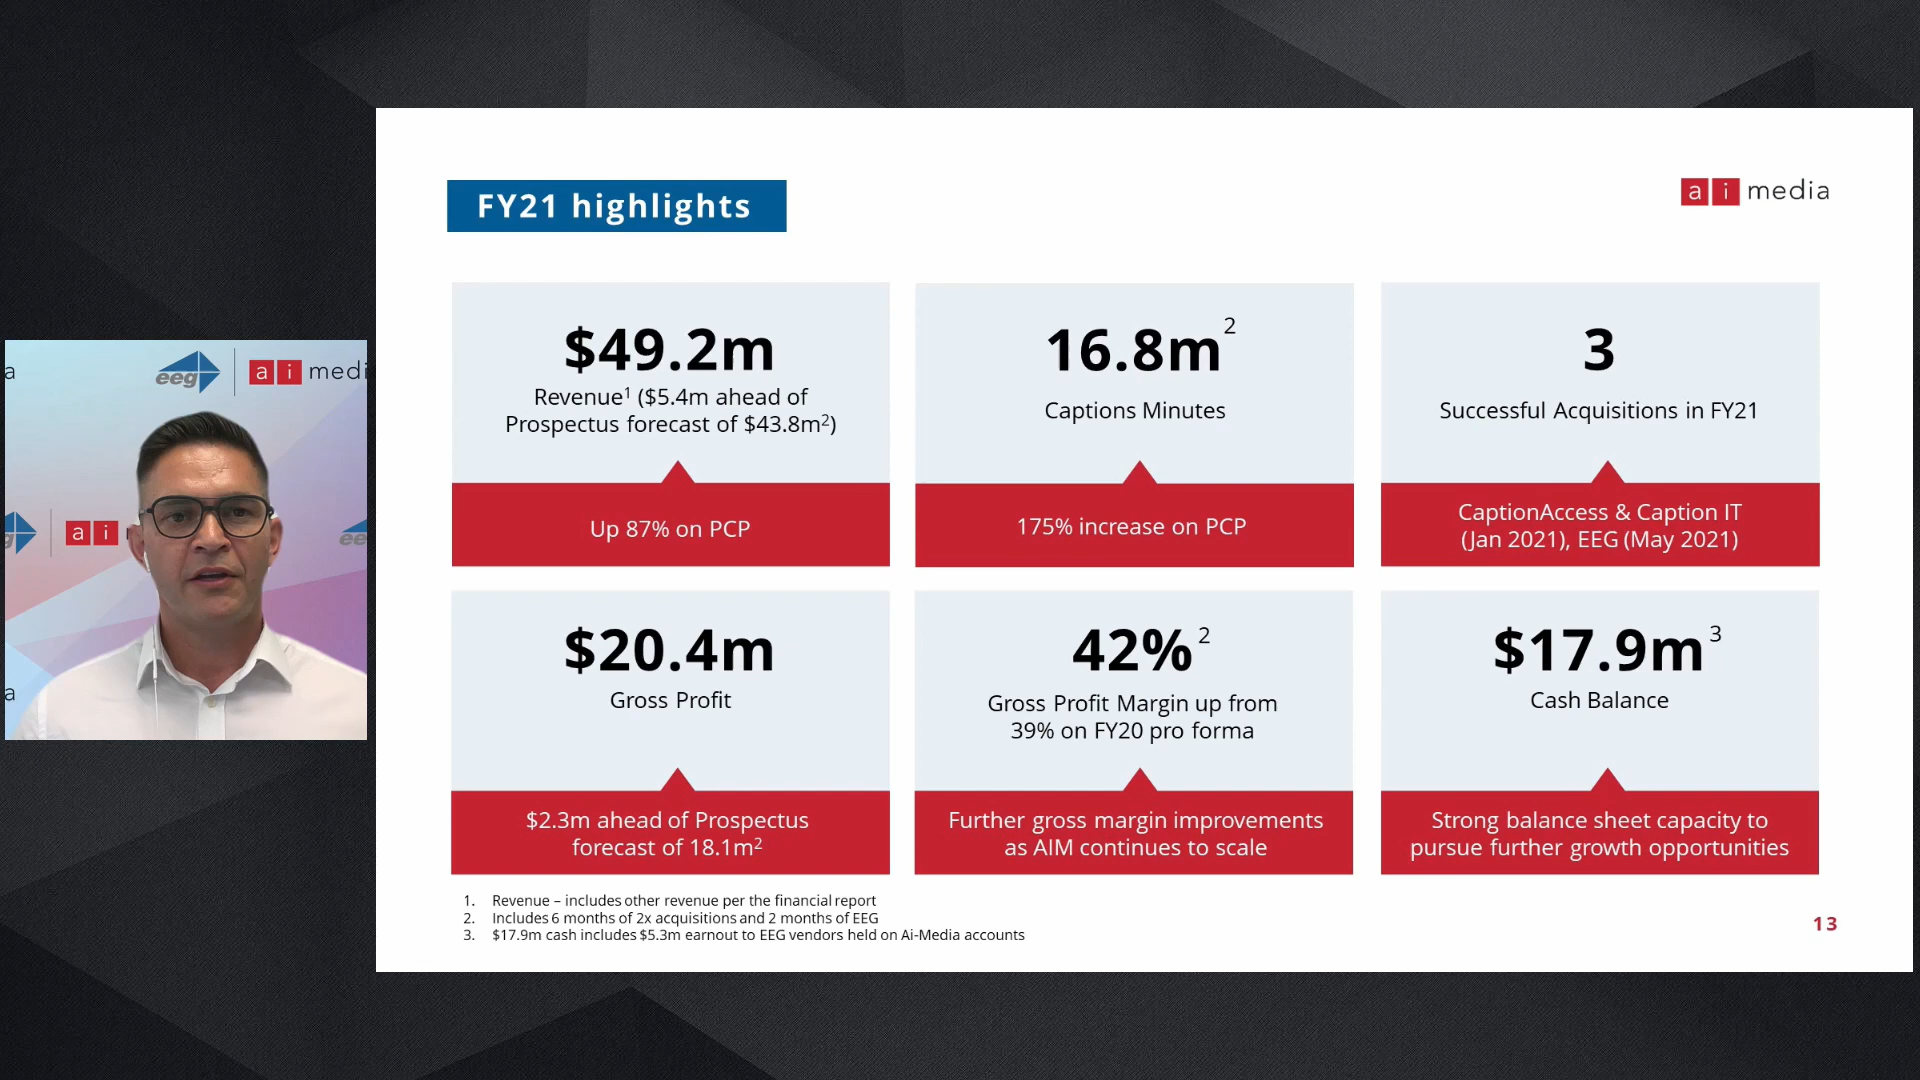 FY21 highlights
ai media
$49.2m
Revenue¹ ($5.4m ahead of
Prospectus forecast of $43.8m²)
Up 87% on PCP
16.8m²
Captions Minutes
175% increase on PCP
3
Successful Acquisitions in FY21
CaptionAccess & Caption IT
(Jan 2021), EEG (May 2021)
$20.4m
Gross Profit
$2.3m ahead of Prospectus
forecast of 18.1m²
42%²
Gross Profit Margin up from
39% on FY20 pro forma
Further gross margin improvements
as AIM continues to scale
$17.9m³
Cash Balance
Strong balance sheet capacity to
pursue further growth opportunities
1. Revenue – includes other revenue per the financial report
2. Includes 6 months of 2x acquisitions and 2 months of EEG
3. $17.9m cash includes $5.3m earnout to EEG vendors held on Ai-Media accounts
13
a
eeg
ai medi
g
ai
ee
a